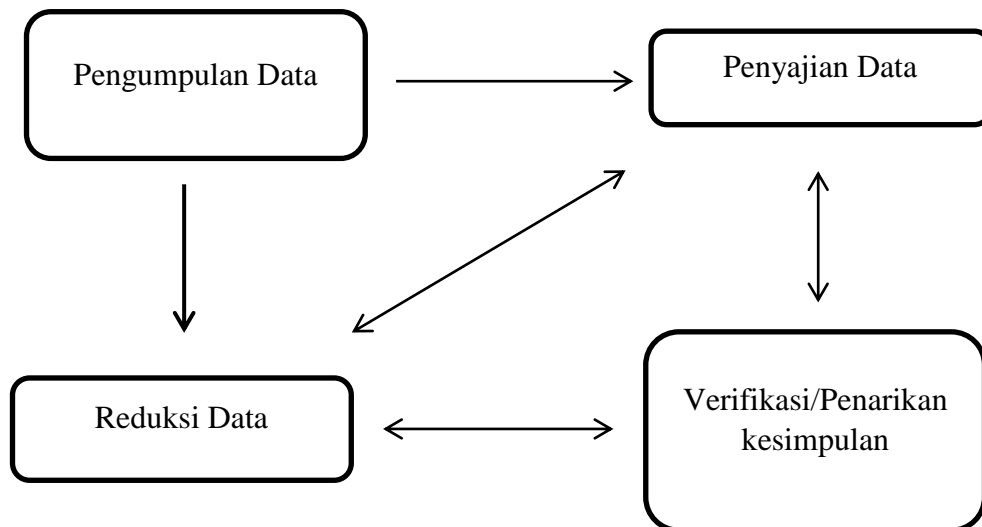 Pengumpulan Data
Penyajian Data
Reduksi Data
Verifikasi/Penarikan
kesimpulan